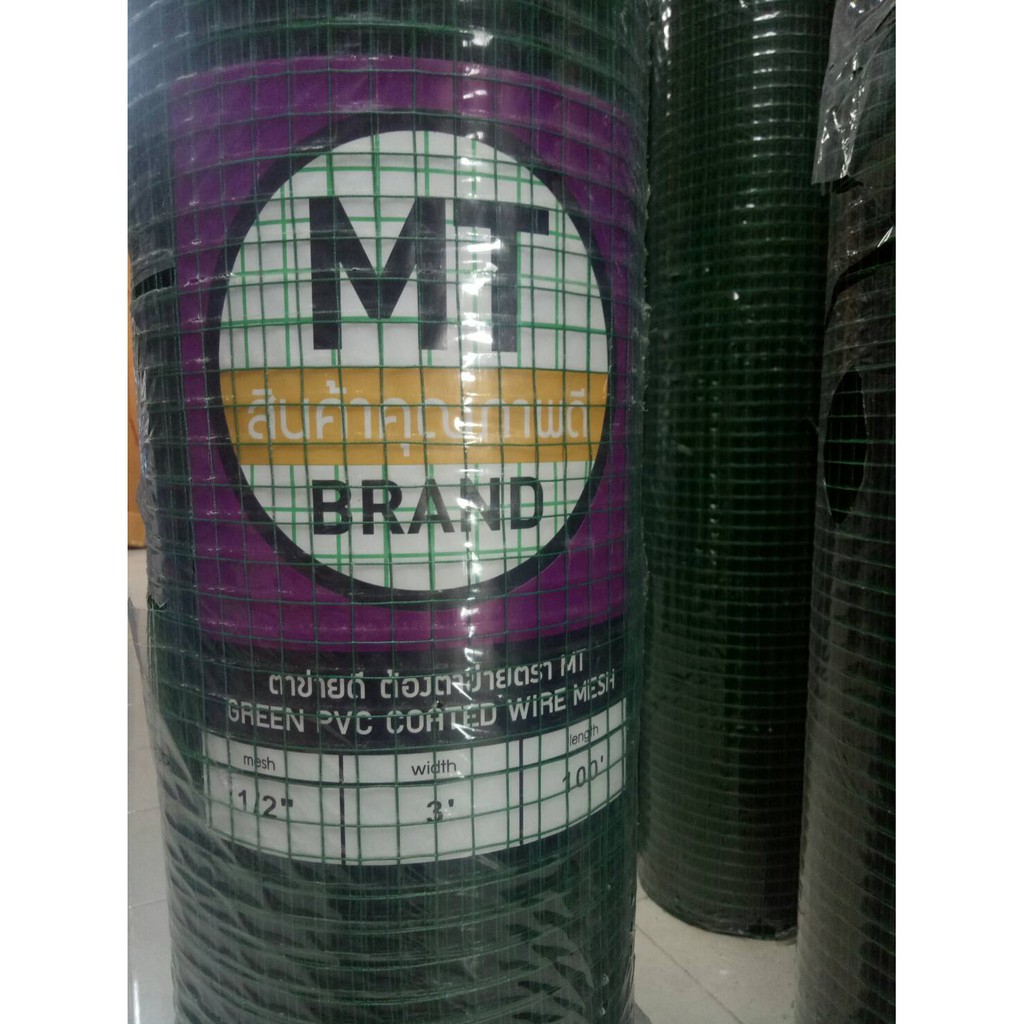 MT
สินค้าคุณภาพดี
BRAND
ตาข่ายดี ต้องตาข่ายตรา MT
GREEN PVC COATED WIRE MESH
mesh width length
1/2" 3' 100'